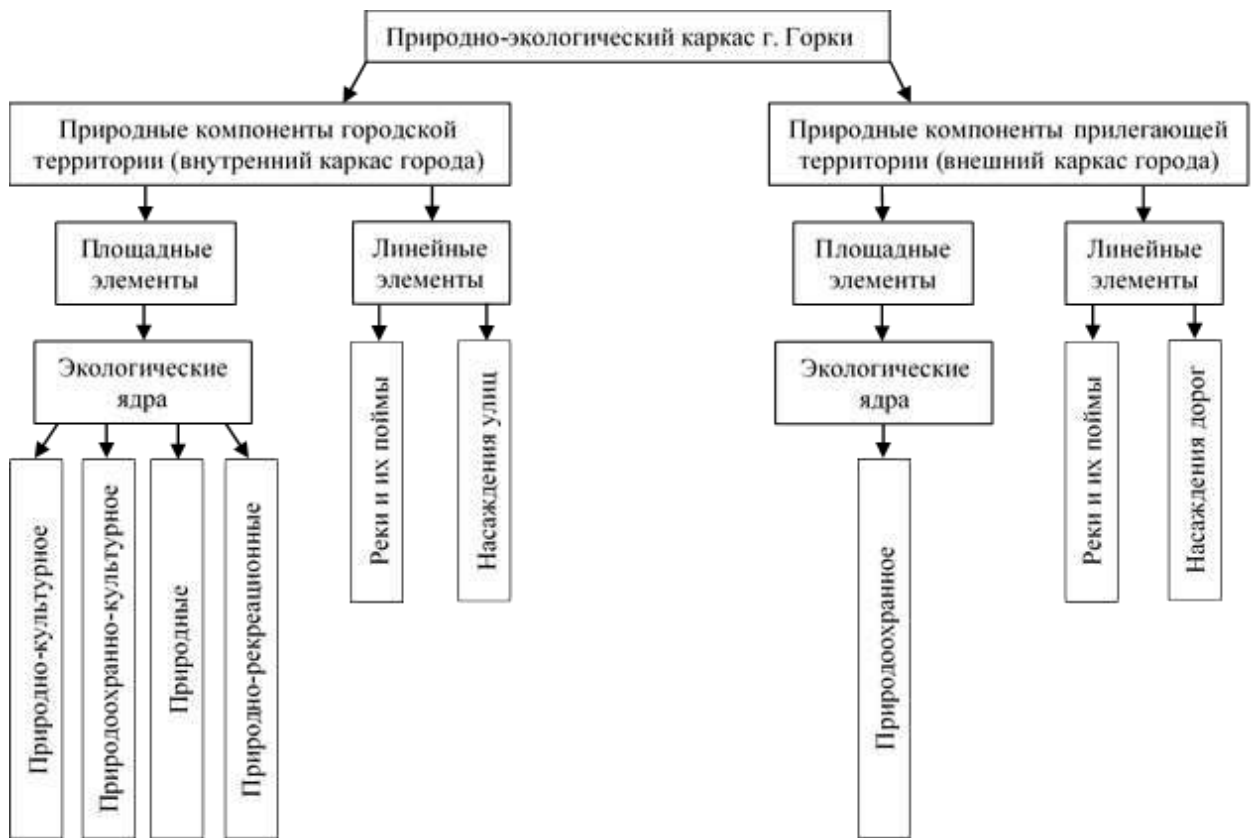 Природно-экологический каркас г. Горки
Природные компоненты городской
территории (внутренний каркас города)
Природные компоненты прилегающей
территории (внешний каркас города)
Площадные
элементы
Линейные
элементы
Площадные
элементы
Линейные
элементы
Экологические
ядра
Реки и их поймы
Насаждения улиц
Экологические
ядра
Реки и их поймы
Насаждения дорог
Природно-культурное
Природоохранно-культурное
Природные
Природно-рекреационные
Природоохранное